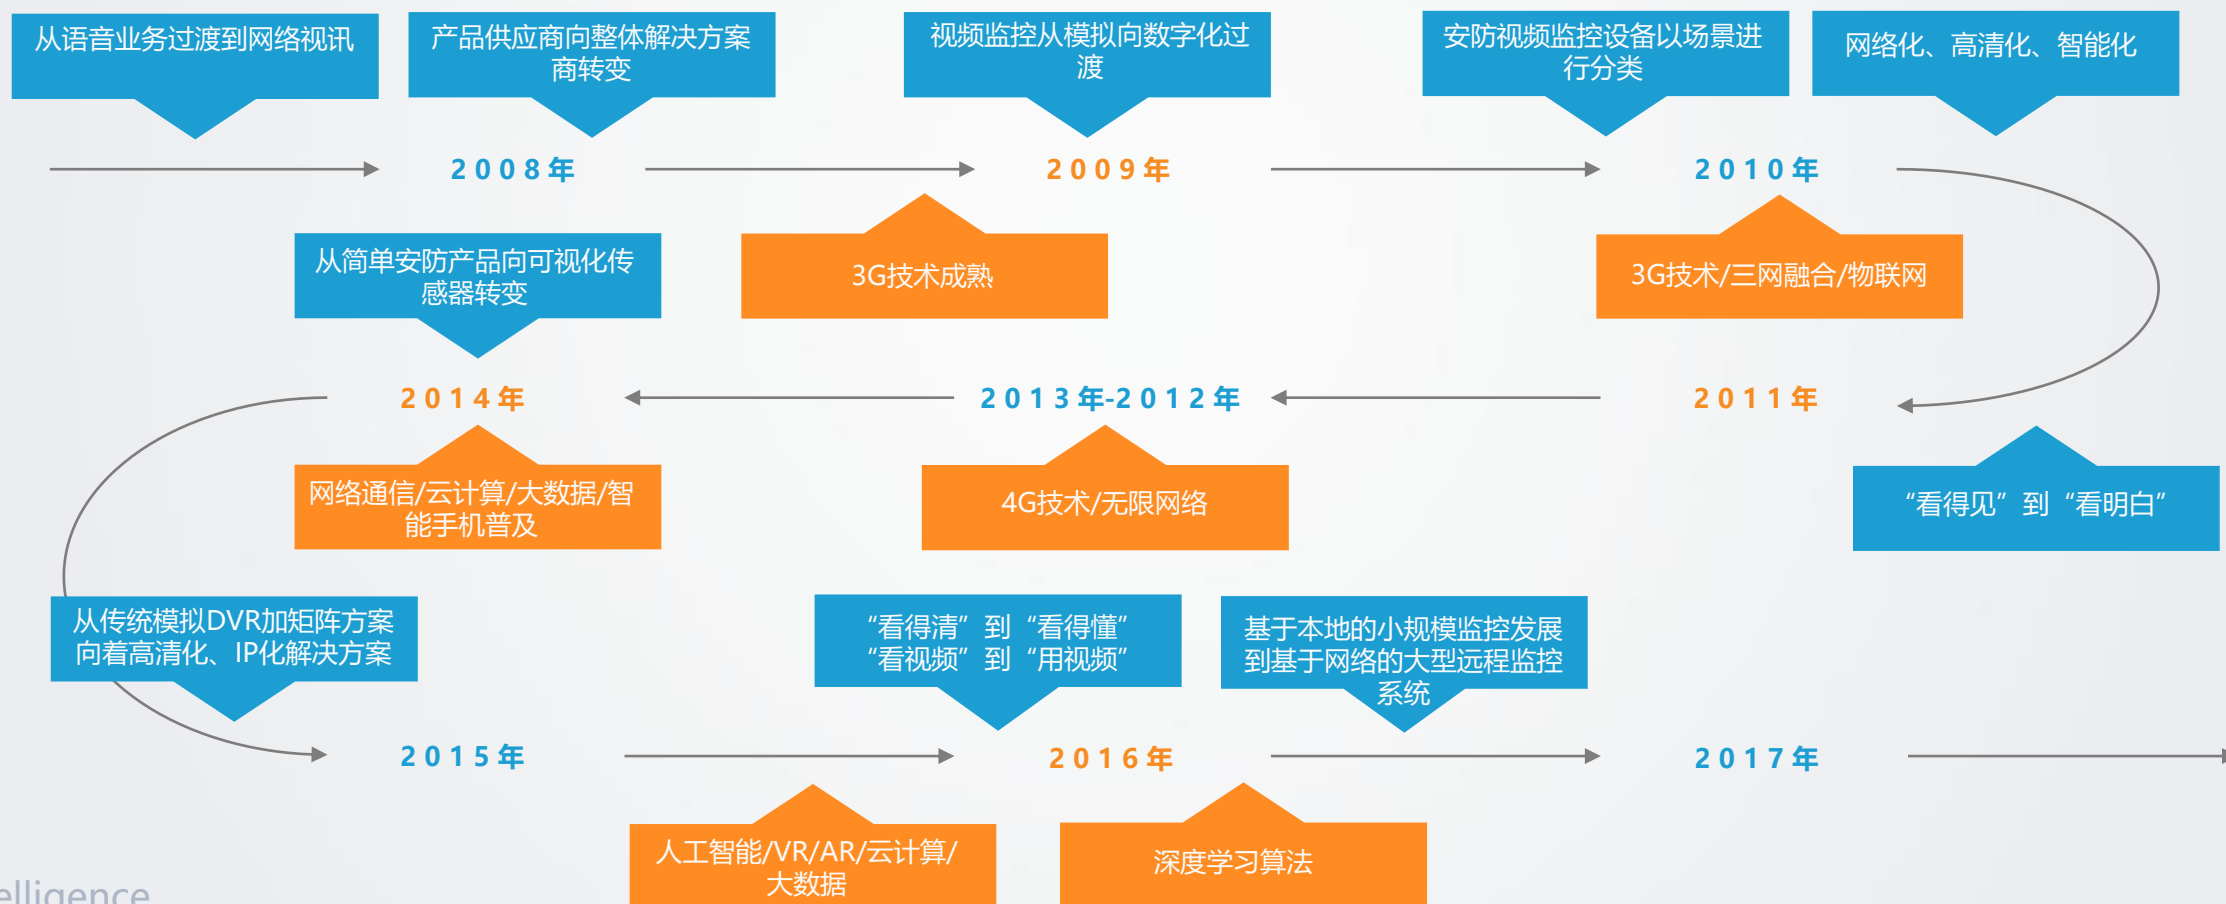 从语音业务过渡到网络视讯
产品供应商向整体解决方案
商转变
视频监控从模拟向数字化过
渡
安防视频监控设备以场景进
行分类
网络化、高清化、智能化
2008年
2009年
2010年
3G技术成熟
3G技术/三网融合/物联网
从简单安防产品向可视化传
感器转变
2014年
2013年-2012年
2011年
网络通信/云计算/大数据/智
能手机普及
4G技术/无限网络
“看得见”到“看明白”
从传统模拟DVR加矩阵方案
向着高清化、IP化解决方案
“看得清”到“看得懂”
“看视频”到“用视频”
基于本地的小规模监控发展
到基于网络的大型远程监控
系统
2015年
2016年
2017年
人工智能/VR/AR/云计算/
大数据
深度学习算法
elligence